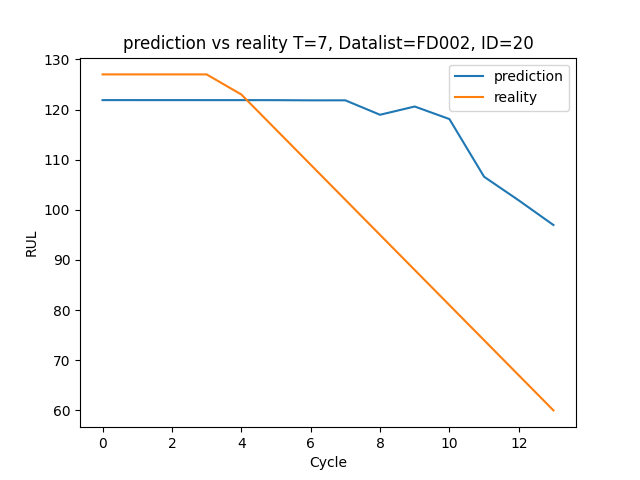 prediction vs reality T=7, Datalist=FD002, ID=20
130
120
110
100
90
80
70
60
RUL
prediction
reality
0 2 4 6 8 10 12
Cycle